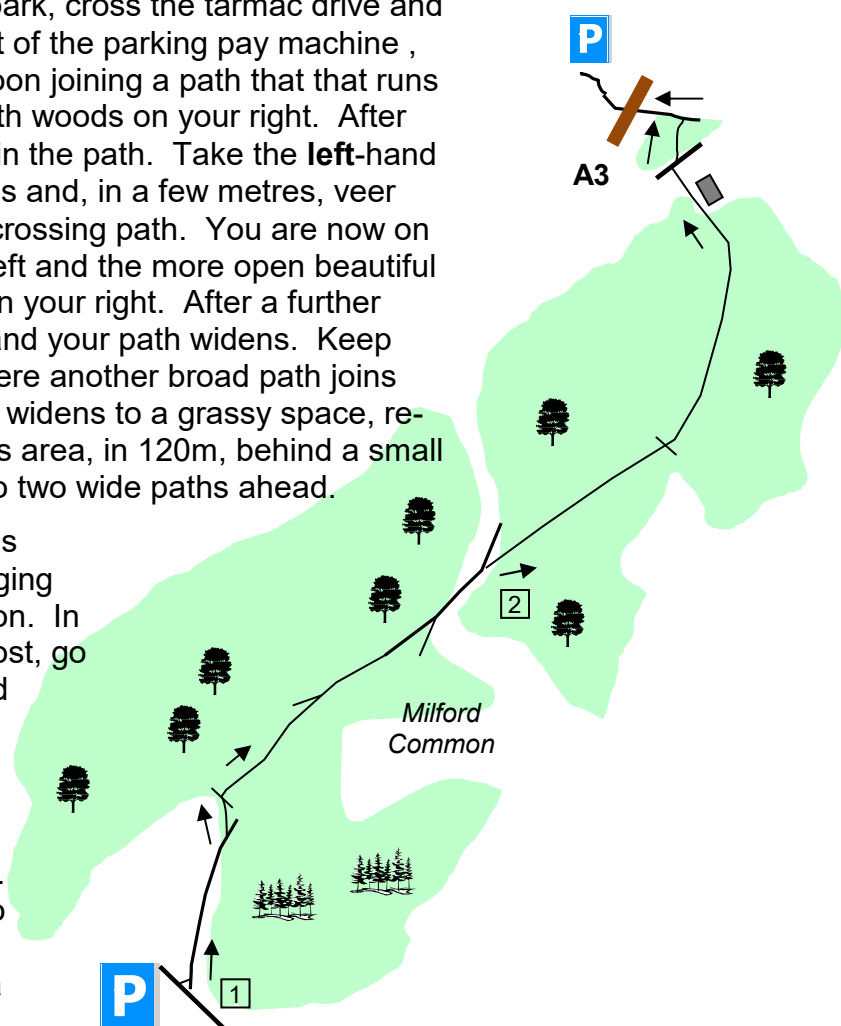 park, cross the tarmac drive and
t of the parking pay machine ,
oon joining a path that that runs
th woods on your right. After
in the path. Take the left-hand
s and, in a few metres, veer
crossing path. You are now on
eft and the more open beautiful
n your right. After a further
and your path widens. Keep
ere another broad path joins
widens to a grassy space, re-
s area, in 120m, behind a small
o two wide paths ahead.
s
ging
on. In
ost, go
d
P
A3
2
Milford
Common
P
1